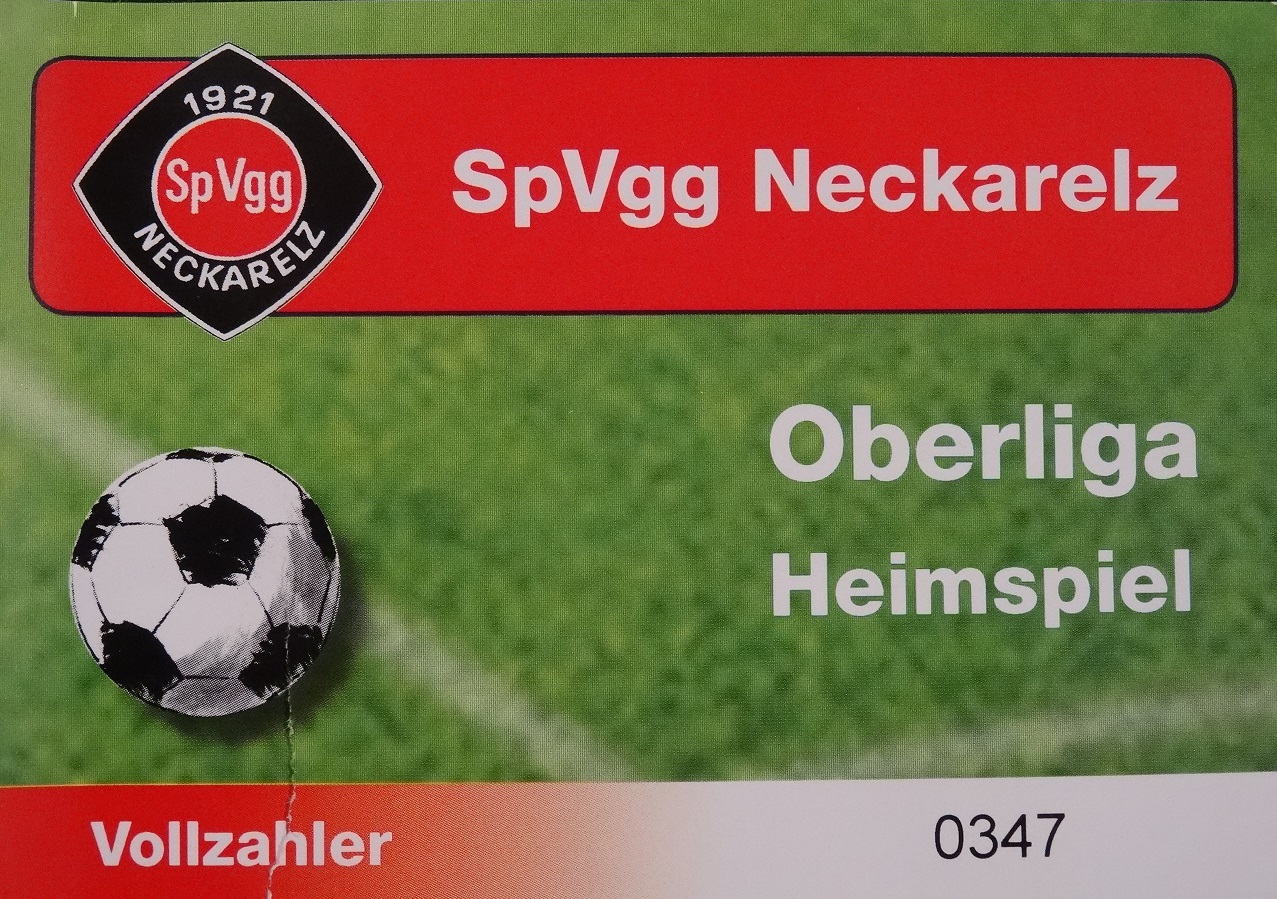 1921
SpVgg
NECKARELZ
SpVgg Neckarelz
Oberliga
Heimspiel
Vollzahler
0347